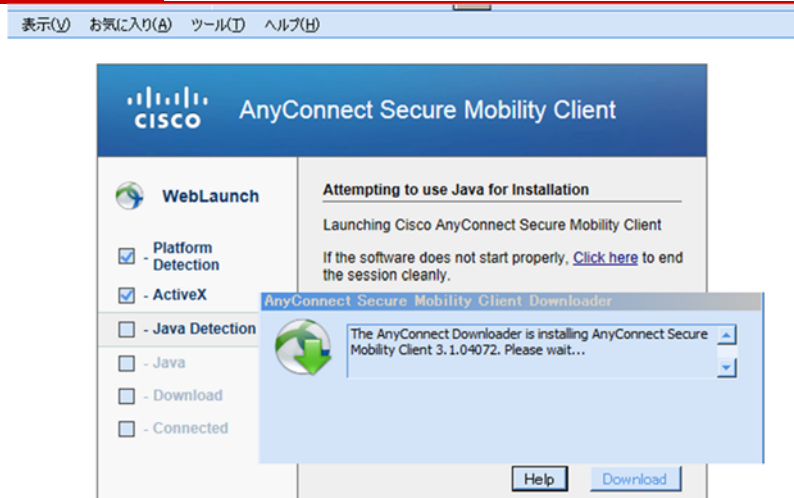 表示(V) お気に入り(A) ツール(T) ヘルプ(H)
CISCO
AnyConnect Secure Mobility Client
WebLaunch
- Platform
Detection
- ActiveX
- Java Detection
- Java
- Download
- Connected
Attempting to use Java for Installation
Launching Cisco AnyConnect Secure Mobility Client
If the software does not start properly, Click here to end
the session cleanly.
AnyConnect Secure Mobility Client Downloader
The AnyConnect Downloader is installing AnyConnect Secure
Mobility Client 3.1.04072. Please wait...
Help Download